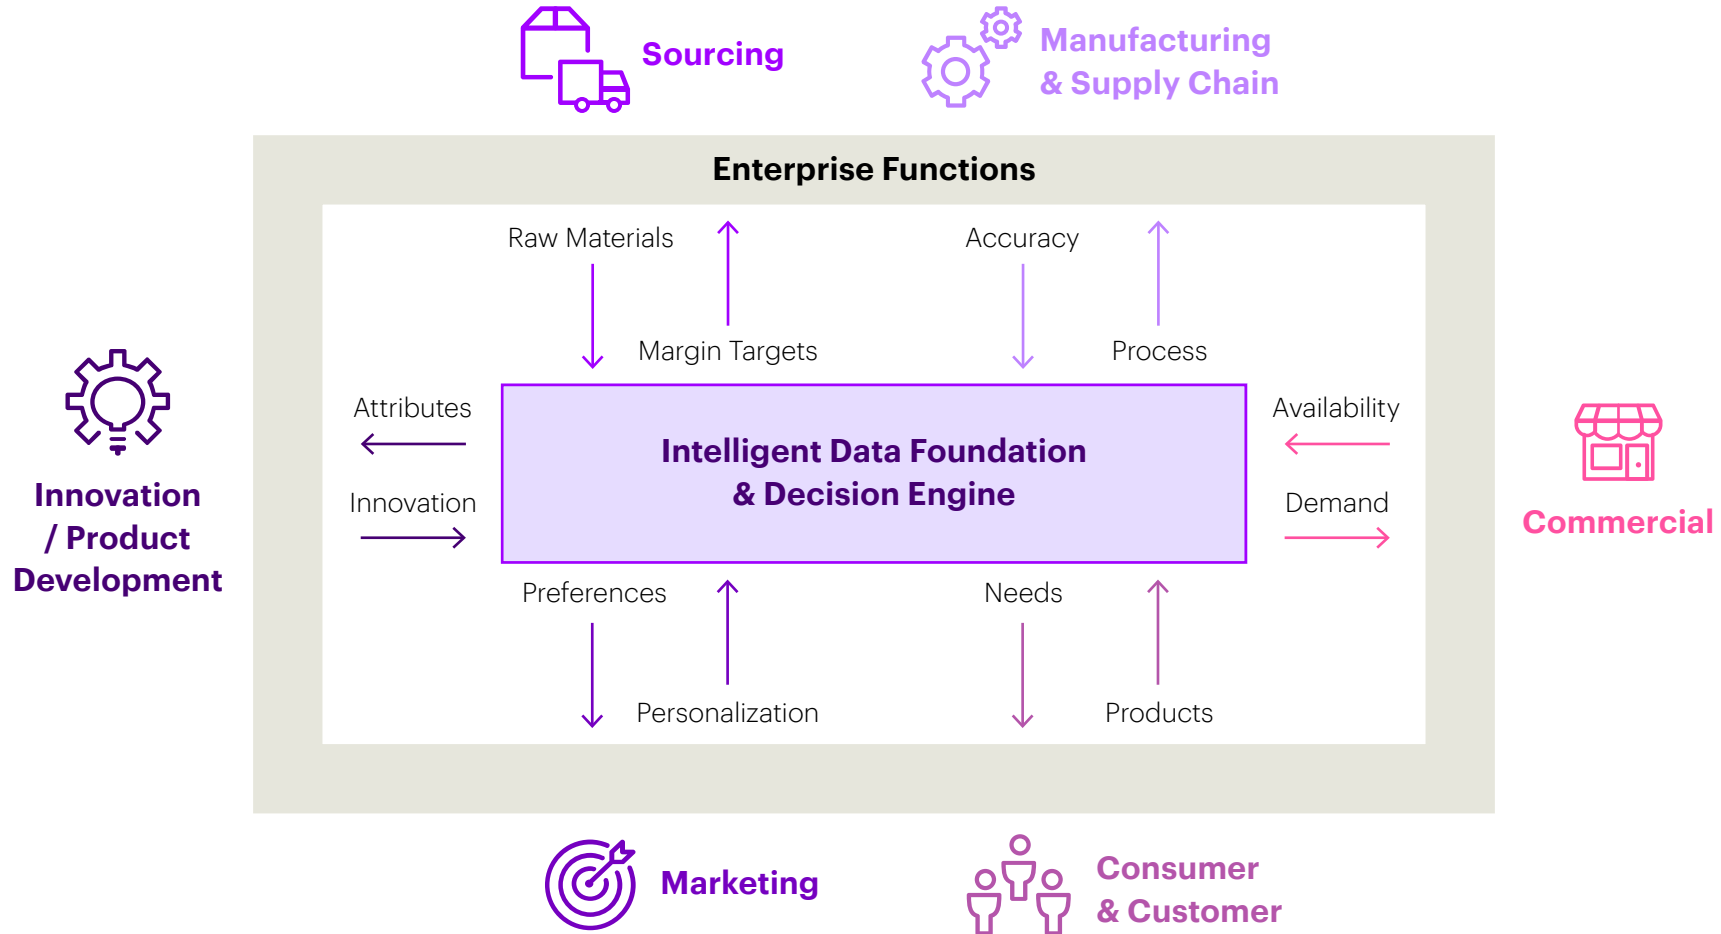 Sourcing
Manufacturing
& Supply Chain
Enterprise Functions
Raw Materials
Accuracy
Margin Targets
Process
Attributes
Availability
Intelligent Data Foundation
& Decision Engine
Innovation
Demand
Innovation
/ Product
Development
Commercial
Preferences
Needs
Personalization
Products
Marketing
Consumer
& Customer